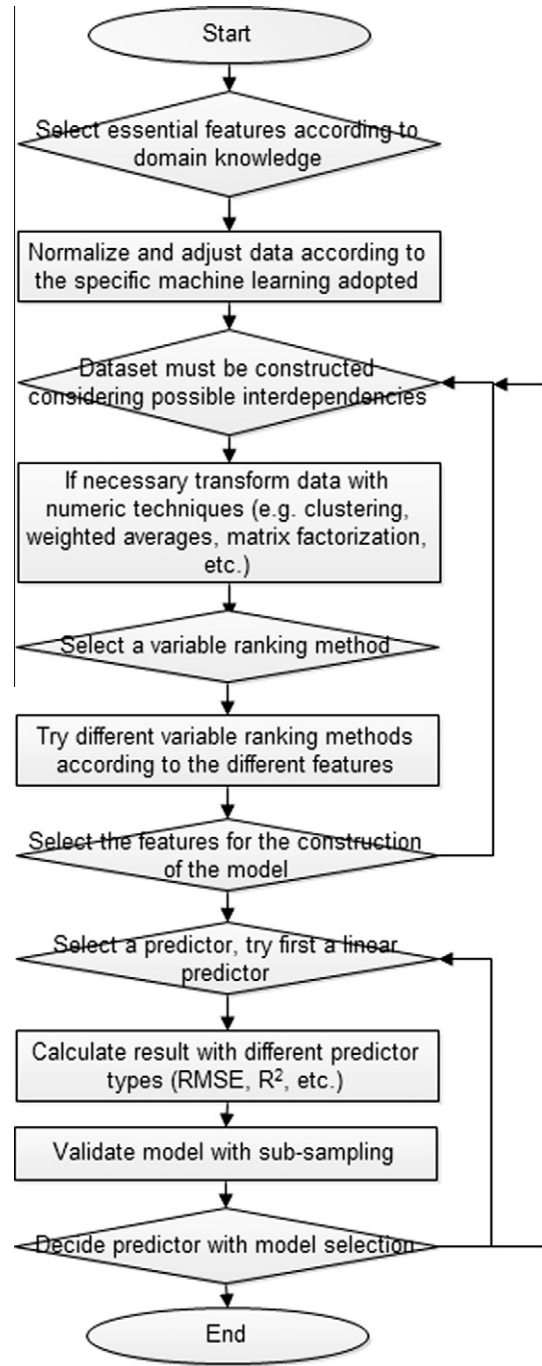 Start
Select essential features according to
domain knowledge
Normalize and adjust data according to
the specific machine learning adopted
Dataset must be constructed
considering possible interdependencies
If necessary transform data with
numeric techniques (e.g. clustering,
weighted averages, matrix factorization,
etc.)
Select a variable ranking method
Try different variable ranking methods
according to the different features
Select the features for the construction
of the model
Select a predictor, try first a linear
predictor
Calculate result with different predictor
types (RMSE, R², etc.)
Validate model with sub-sampling
Decide predictor with model selection
End